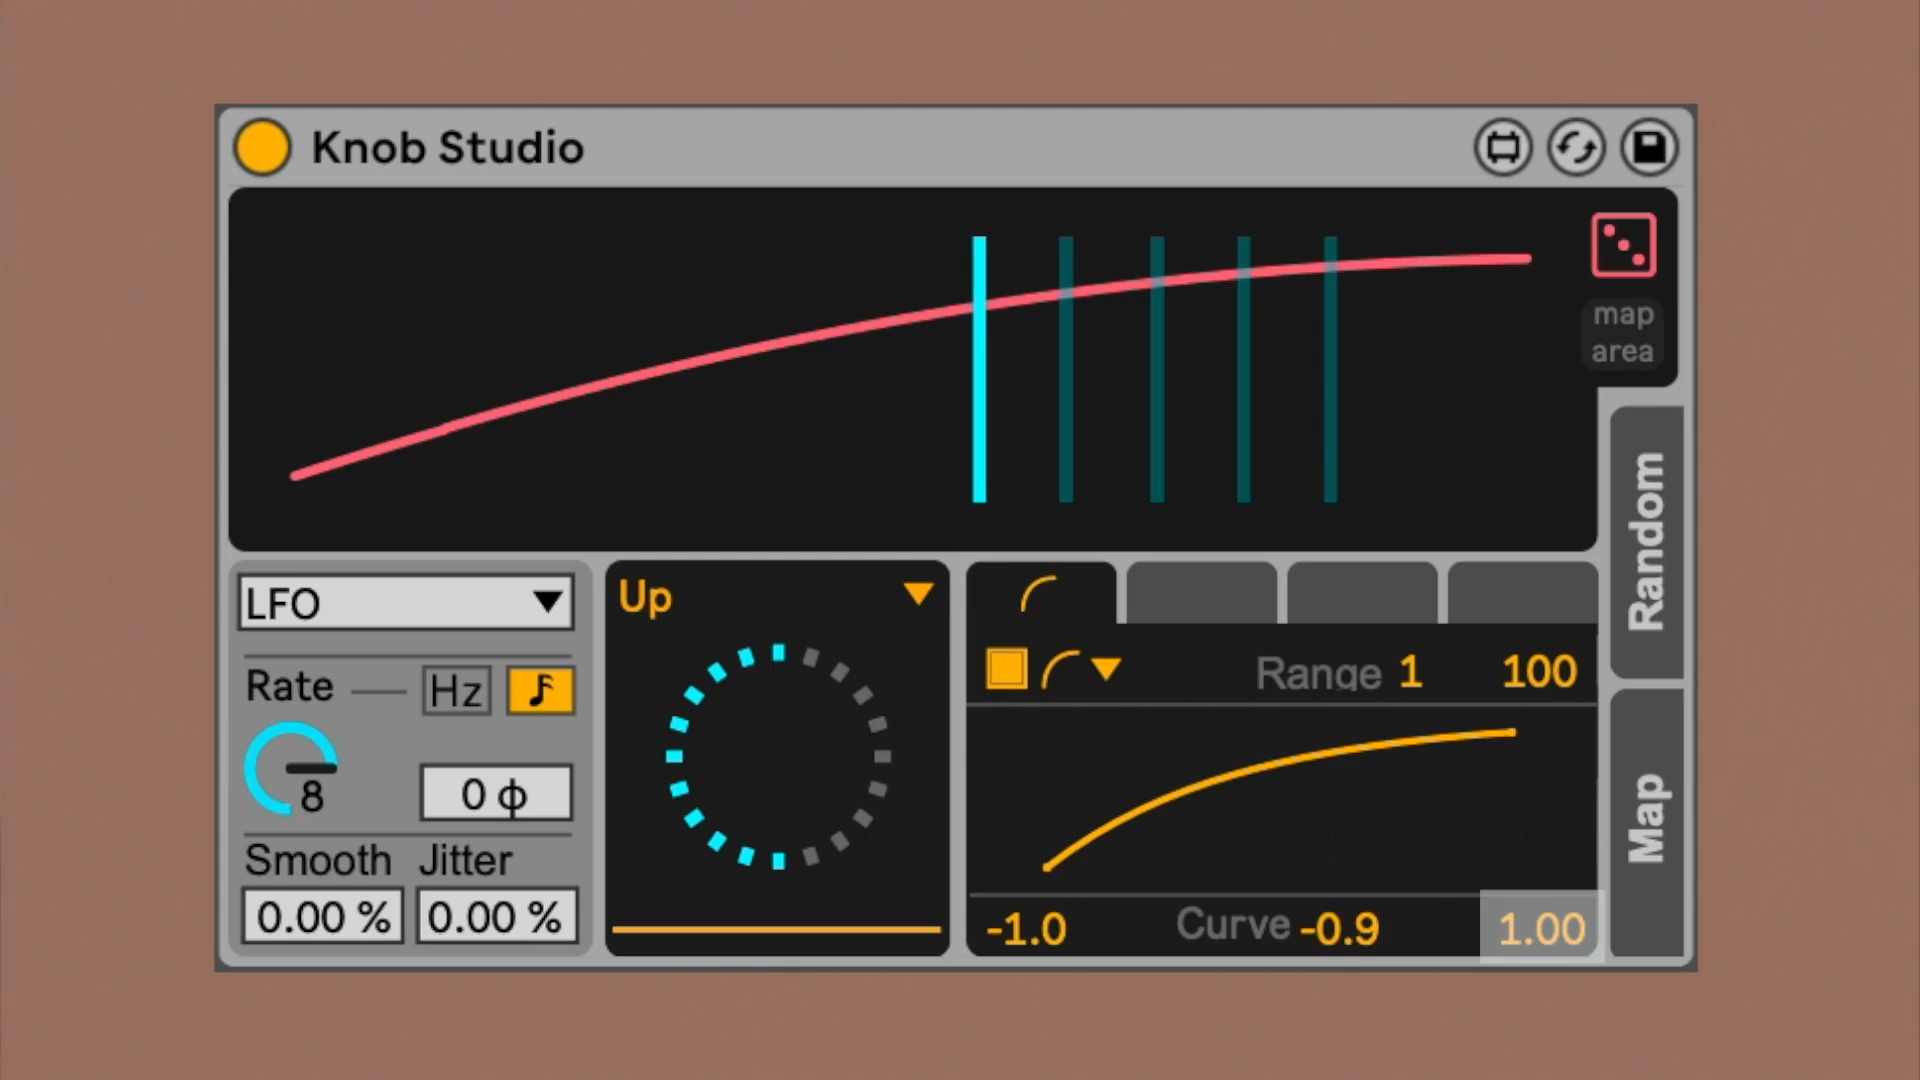 Knob Studio
map
area
Random
Map
LFO
Rate
Hz
8
0 ϕ
Smooth Jitter
0.00 % 0.00 %
Up
Range 1 100
-1.0 Curve -0.9 1.00